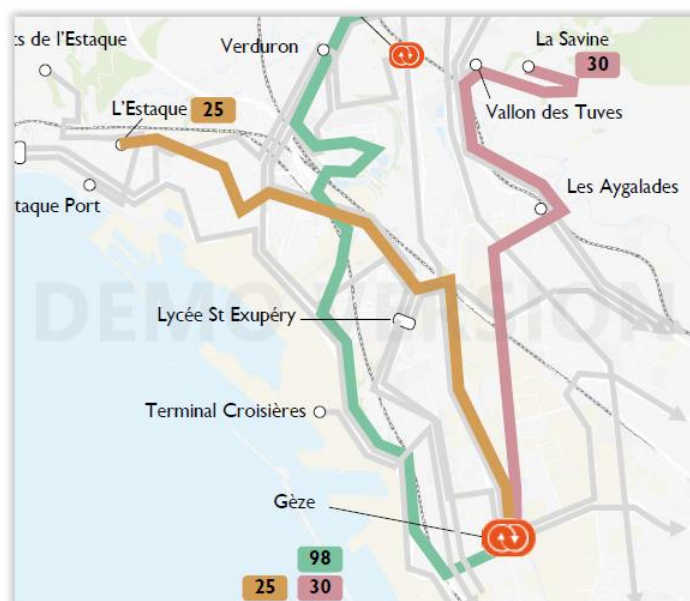 ts de l'Estaque
Verduron
La Savine
30
L'Estaque 25
Vallon des Tuves
Les Aygalades
taque Port
DEMO VERSION
Lycée St Exupéry
Terminal Croisières
Gèze
98
25 30